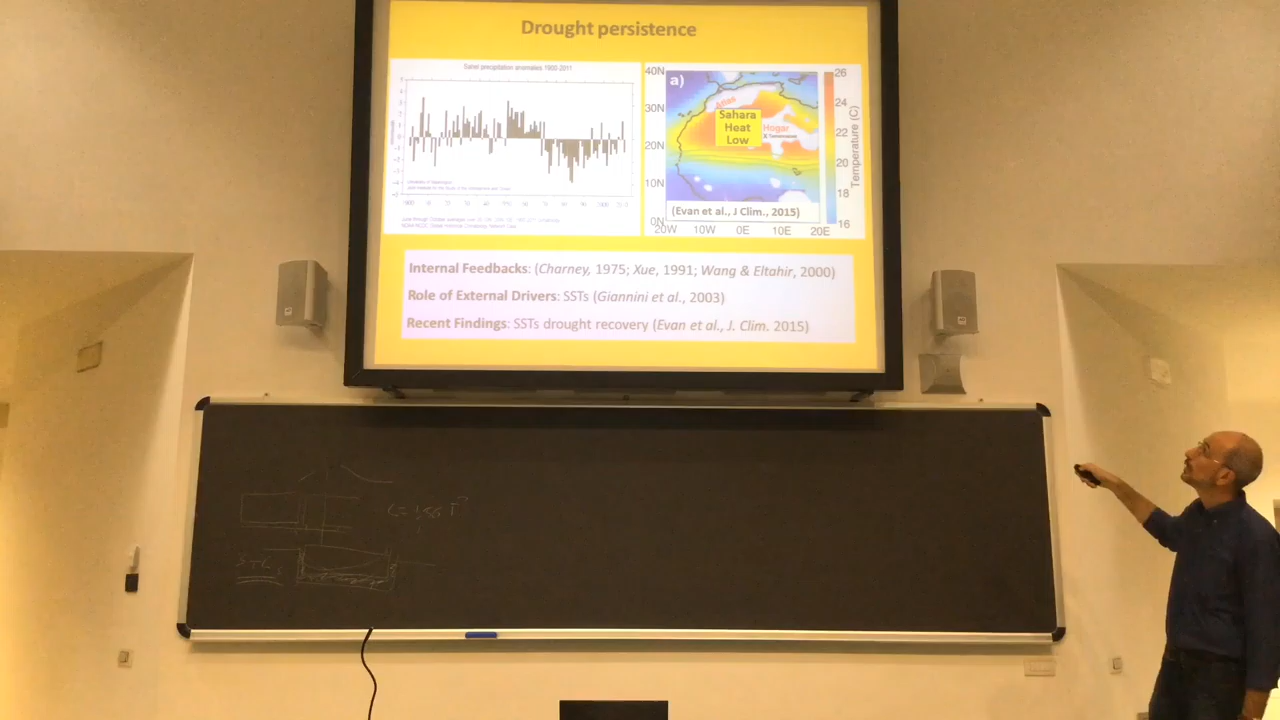 Drought persistence
Sahel precipitation anomalies 1900-2011
a)
40N
30N
20N
10N
0N
20W 10W 0E 10E 20E
Atlas
Sahara
Heat
Low
Hogar
(Evan et al., J Clim., 2015)
26
24
22
20
18
16
Temperature (C)
Internal Feedbacks: (Charney, 1975; Xue, 1991; Wang & Eltahir, 2000)
Role of External Drivers: SSTs (Giannini et al., 2003)
Recent Findings: SSTs drought recovery (Evan et al., J. Clim. 2015)